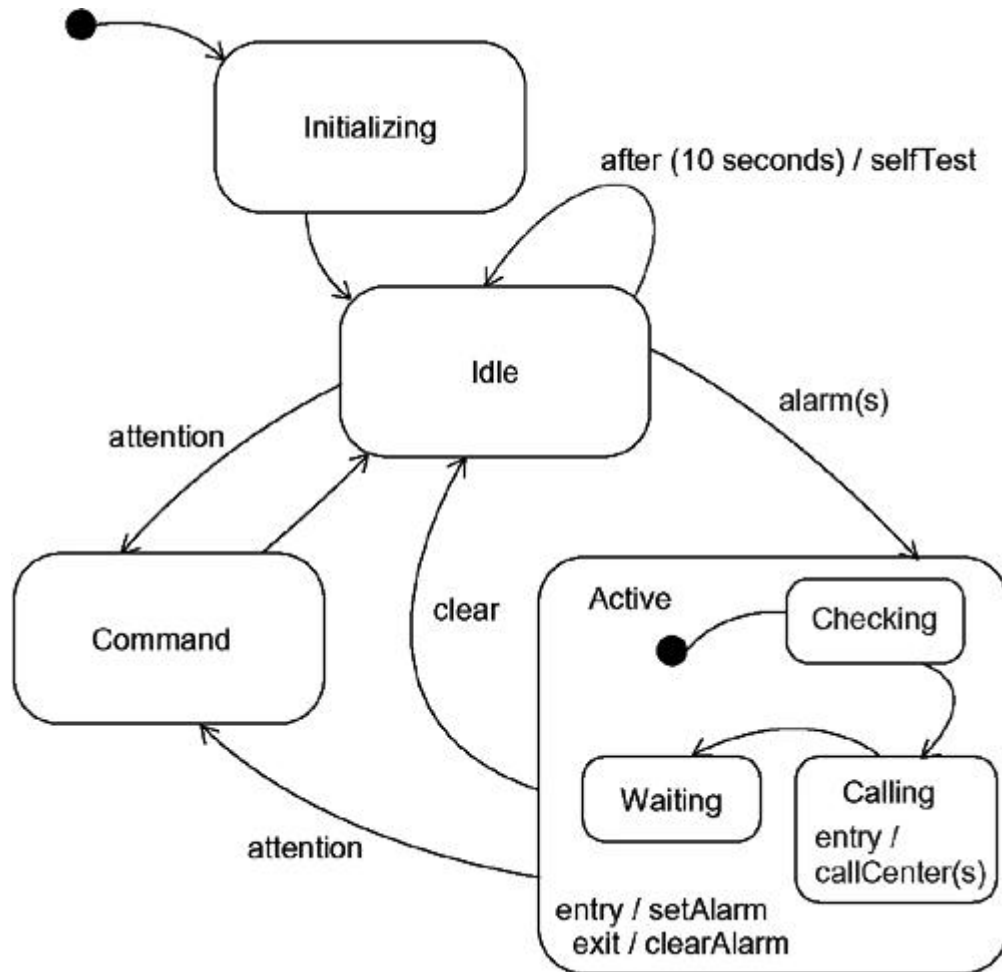 Initializing
after (10 seconds) / selfTest
Idle
alarm(s)
attention
Command
clear
Active
Checking
Waiting
Calling
entry /
callCenter(s)
attention
entry / setAlarm
exit / clearAlarm